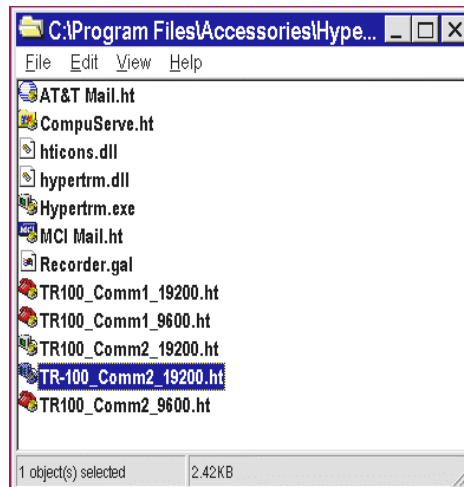 C:\Program Files\Accessories\Hype...
File Edit View Help
AT&T Mail.ht
CompuServe.ht
hticons.dll
hypertrm.dll
Hypertrm.exe
MCI Mail.ht
Recorder.gal
TR100_Comm1_19200.ht
TR100_Comm1_9600.ht
TR100_Comm2_19200.ht
TR-100_Comm2_19200.ht
TR100_Comm2_9600.ht
1 object(s) selected 2.42KB